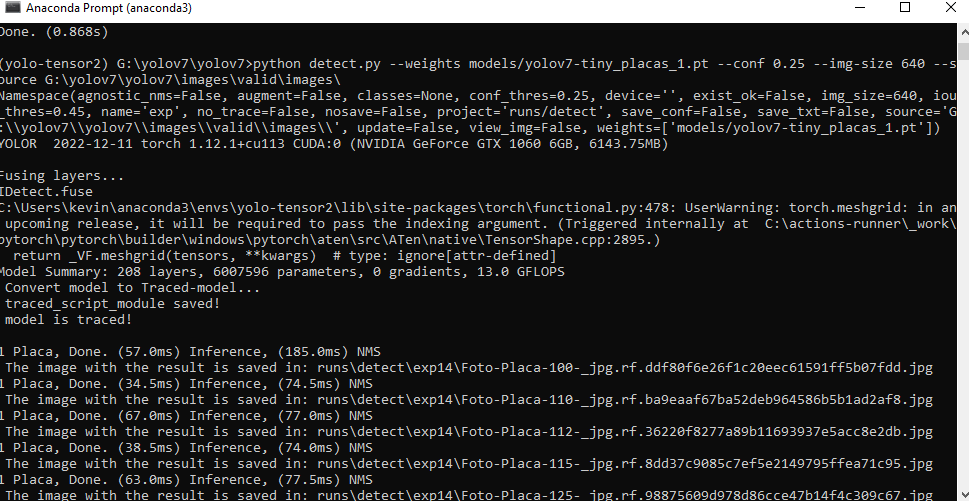 Anaconda Prompt (anaconda3)
Done. (0.868s)
(yolo-tensor2) G:\yolov7\yolov7>python detect.py --weights models/yolov7-tiny_placas_1.pt --conf 0.25 --img-size 640 --s
ource G:\yolov7\yolov7\images\valid\images\
Namespace(agnostic_nms=False, augment=False, classes=None, conf_thres=0.25, device='', exist_ok=False, img_size=640, iou
_thres=0.45, name='exp', no_trace=False, nosave=False, project='runs/detect', save_conf=False, save_txt=False, source='G
:\\yolov7\\yolov7\\images\\valid\\images\\', update=False, view_img=False, weights=['models/yolov7-tiny_placas_1.pt'])
YOLOR  2022-12-11 torch 1.12.1+cu113 CUDA:0 (NVIDIA GeForce GTX 1060 6GB, 6143.75MB)
Fusing layers...
IDetect.fuse
C:\Users\kevin\anaconda3\envs\yolo-tensor2\lib\site-packages\torch\functional.py:478: UserWarning: torch.meshgrid: in an
 upcoming release, it will be required to pass the indexing argument. (Triggered internally at  C:\actions-runner\_work\
pytorch\pytorch\builder\windows\pytorch\aten\src\ATen\native\TensorShape.cpp:2895.)
  return _VF.meshgrid(tensors, **kwargs)  # type: ignore[attr-defined]
Model Summary: 208 layers, 6007596 parameters, 0 gradients, 13.0 GFLOPS
 Convert model to Traced-model...
 traced_script_module saved!
 model is traced!
1 Placa, Done. (57.0ms) Inference, (185.0ms) NMS
 The image with the result is saved in: runs\detect\exp14\Foto-Placa-100-_jpg.rf.ddf80f6e26f1c20eec61591ff5b07fdd.jpg
1 Placa, Done. (34.5ms) Inference, (74.5ms) NMS
 The image with the result is saved in: runs\detect\exp14\Foto-Placa-110-_jpg.rf.ba9eaaf67ba52deb964586b5b1ad2af8.jpg
1 Placa, Done. (67.0ms) Inference, (77.0ms) NMS
 The image with the result is saved in: runs\detect\exp14\Foto-Placa-112-_jpg.rf.36220f8277a89b11693937e5acc8e2db.jpg
1 Placa, Done. (38.5ms) Inference, (74.0ms) NMS
 The image with the result is saved in: runs\detect\exp14\Foto-Placa-115-_jpg.rf.8dd37c9085c7ef5e2149795ffea71c95.jpg
1 Placa, Done. (63.0ms) Inference, (77.5ms) NMS
 The image with the result is saved in: runs\detect\exp14\Foto-Placa-125-_jpg.rf.98875609d978d86cce47b14f4c309c67.jpg